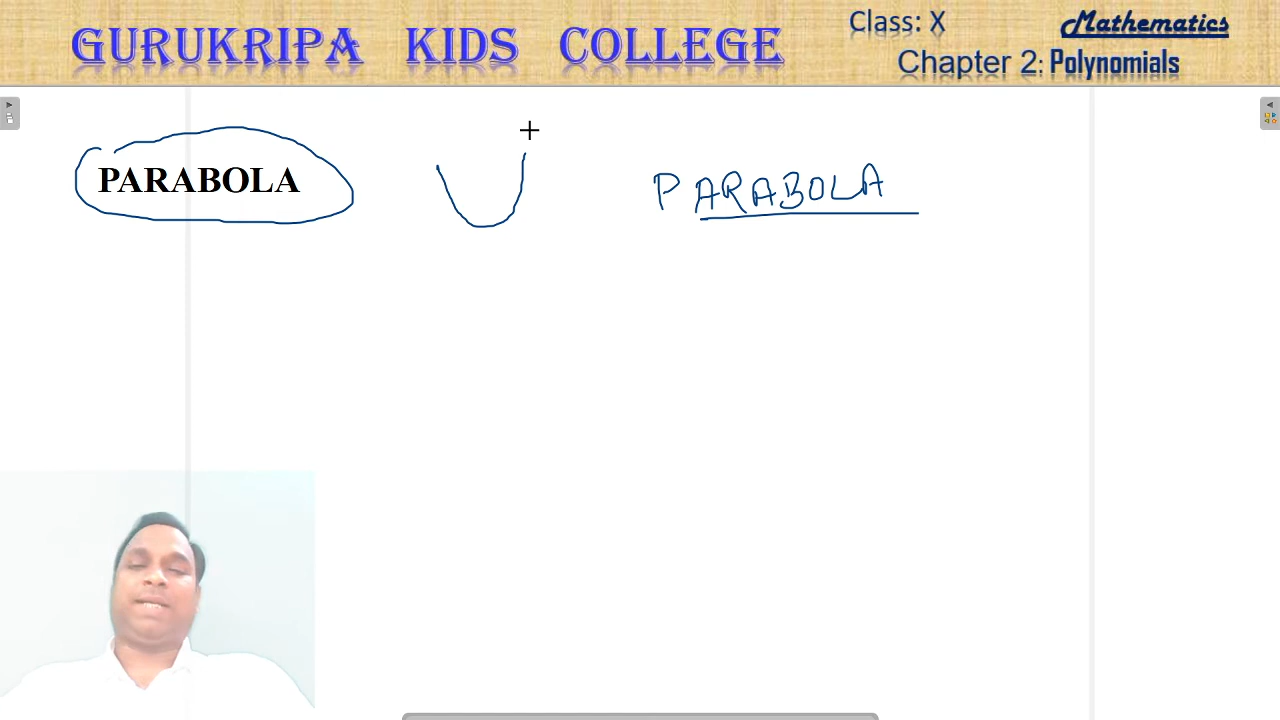 GURUKRIPA KIDS COLLEGE
Class: X
Mathematics
Chapter 2: Polynomials
PARABOLA
PARABOLA